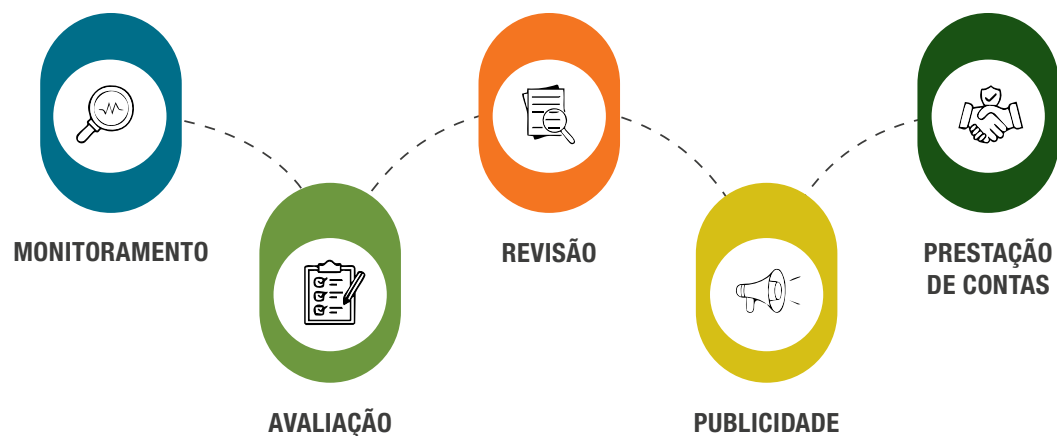 MONITORAMENTO
AVALIAÇÃO
REVISÃO
PUBLICIDADE
PRESTAÇÃO
DE CONTAS